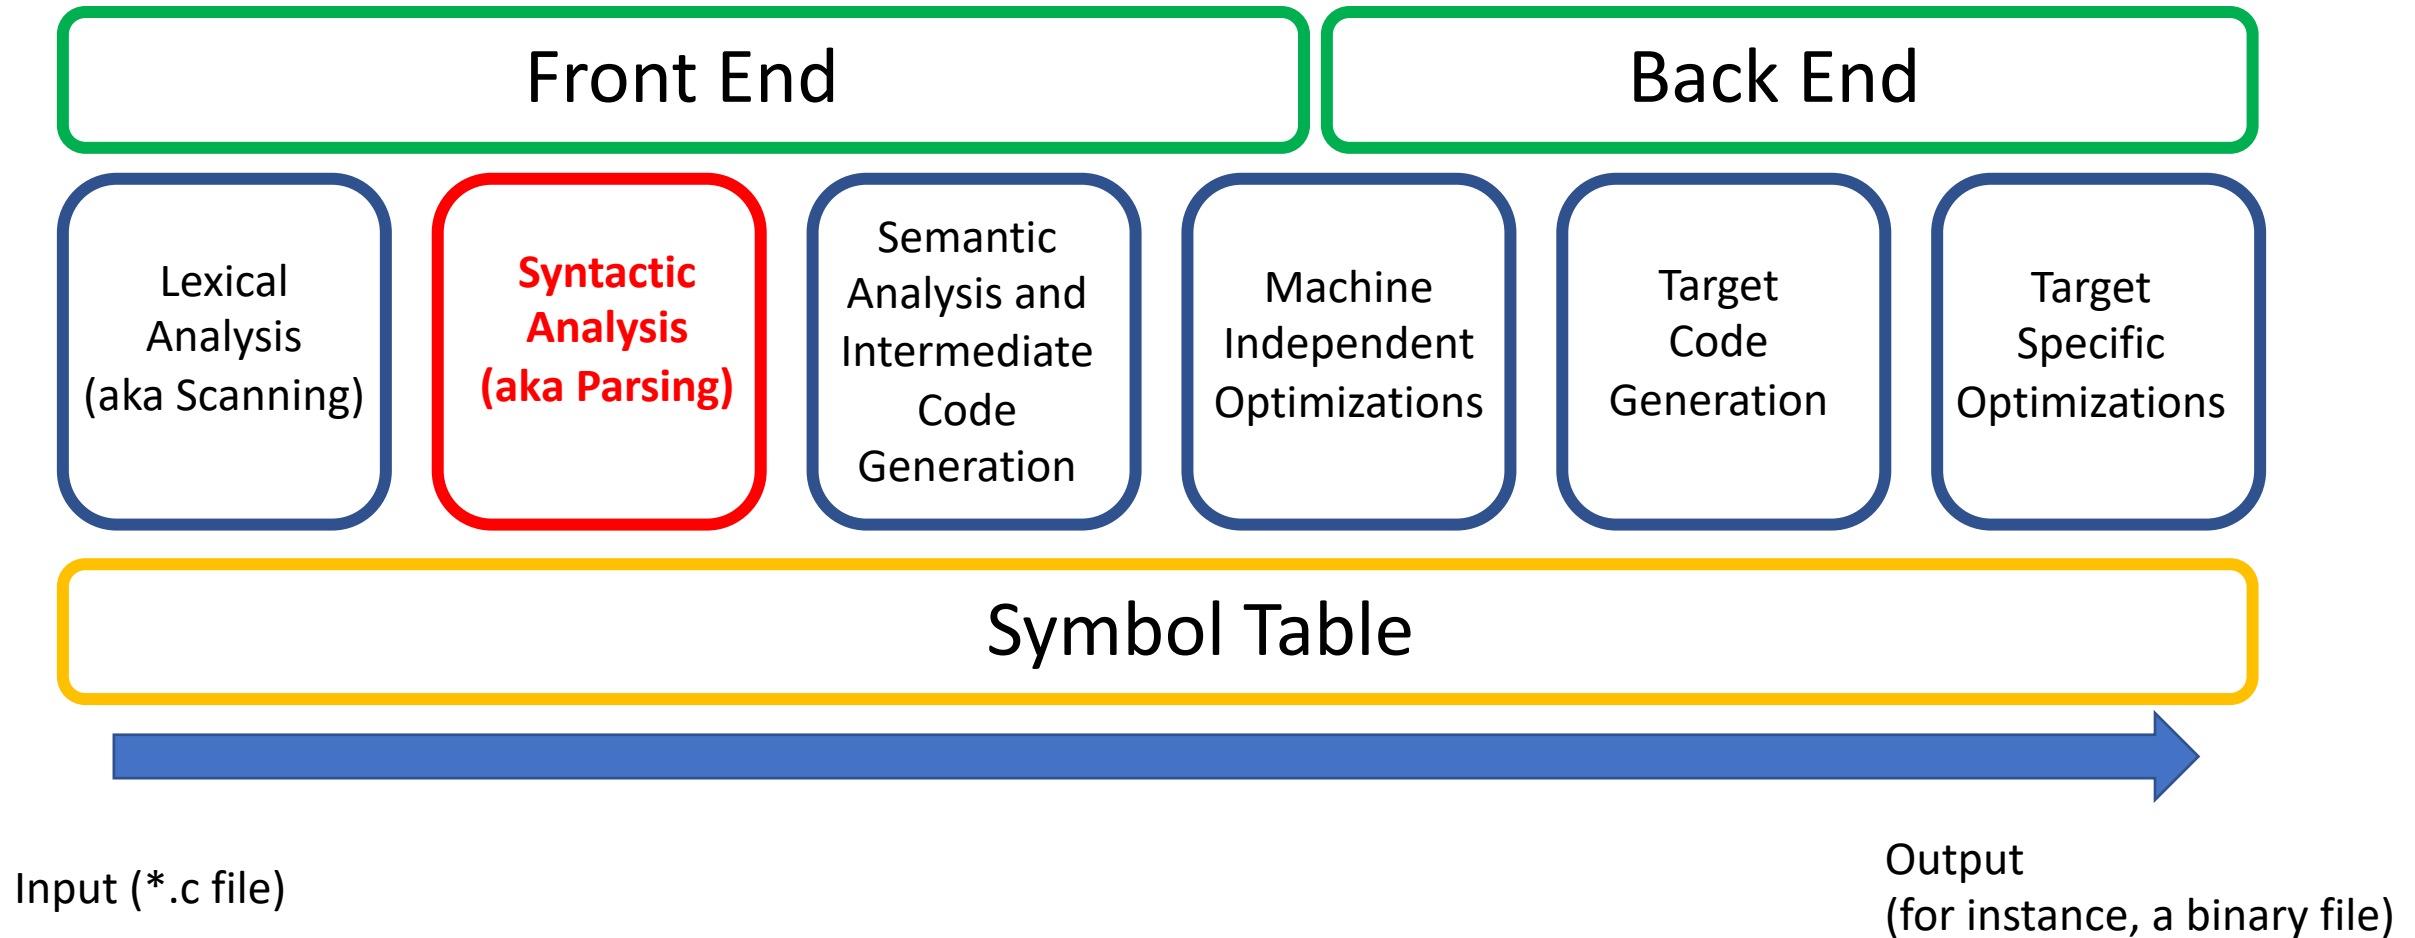 Front End
Back End
Lexical
Analysis
(aka Scanning)
Syntactic
Analysis
(aka Parsing)
Semantic
Analysis and
Intermediate
Code
Generation
Machine
Independent
Optimizations
Target
Code
Generation
Target
Specific
Optimizations
Symbol Table
Input (*.c file)
Output
(for instance, a binary file)